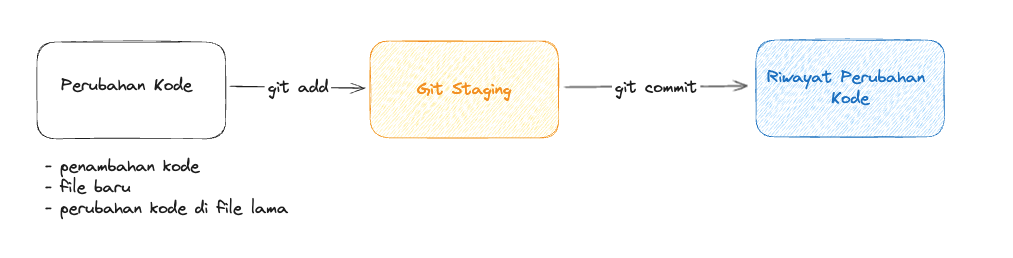 Perubahan Kode
git add
Git Staging
git commit
Riwayat Perubahan
Kode
- penambahan kode
- file baru
- perubahan kode di file lama